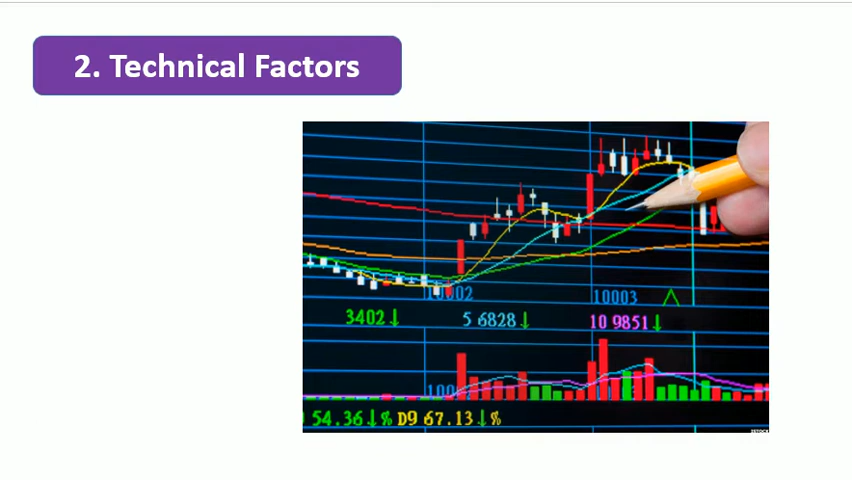 2. Technical Factors
10002
10003
3402↓
5 6828↓
10 9851↓
54.36↓% D9 67.13↓%